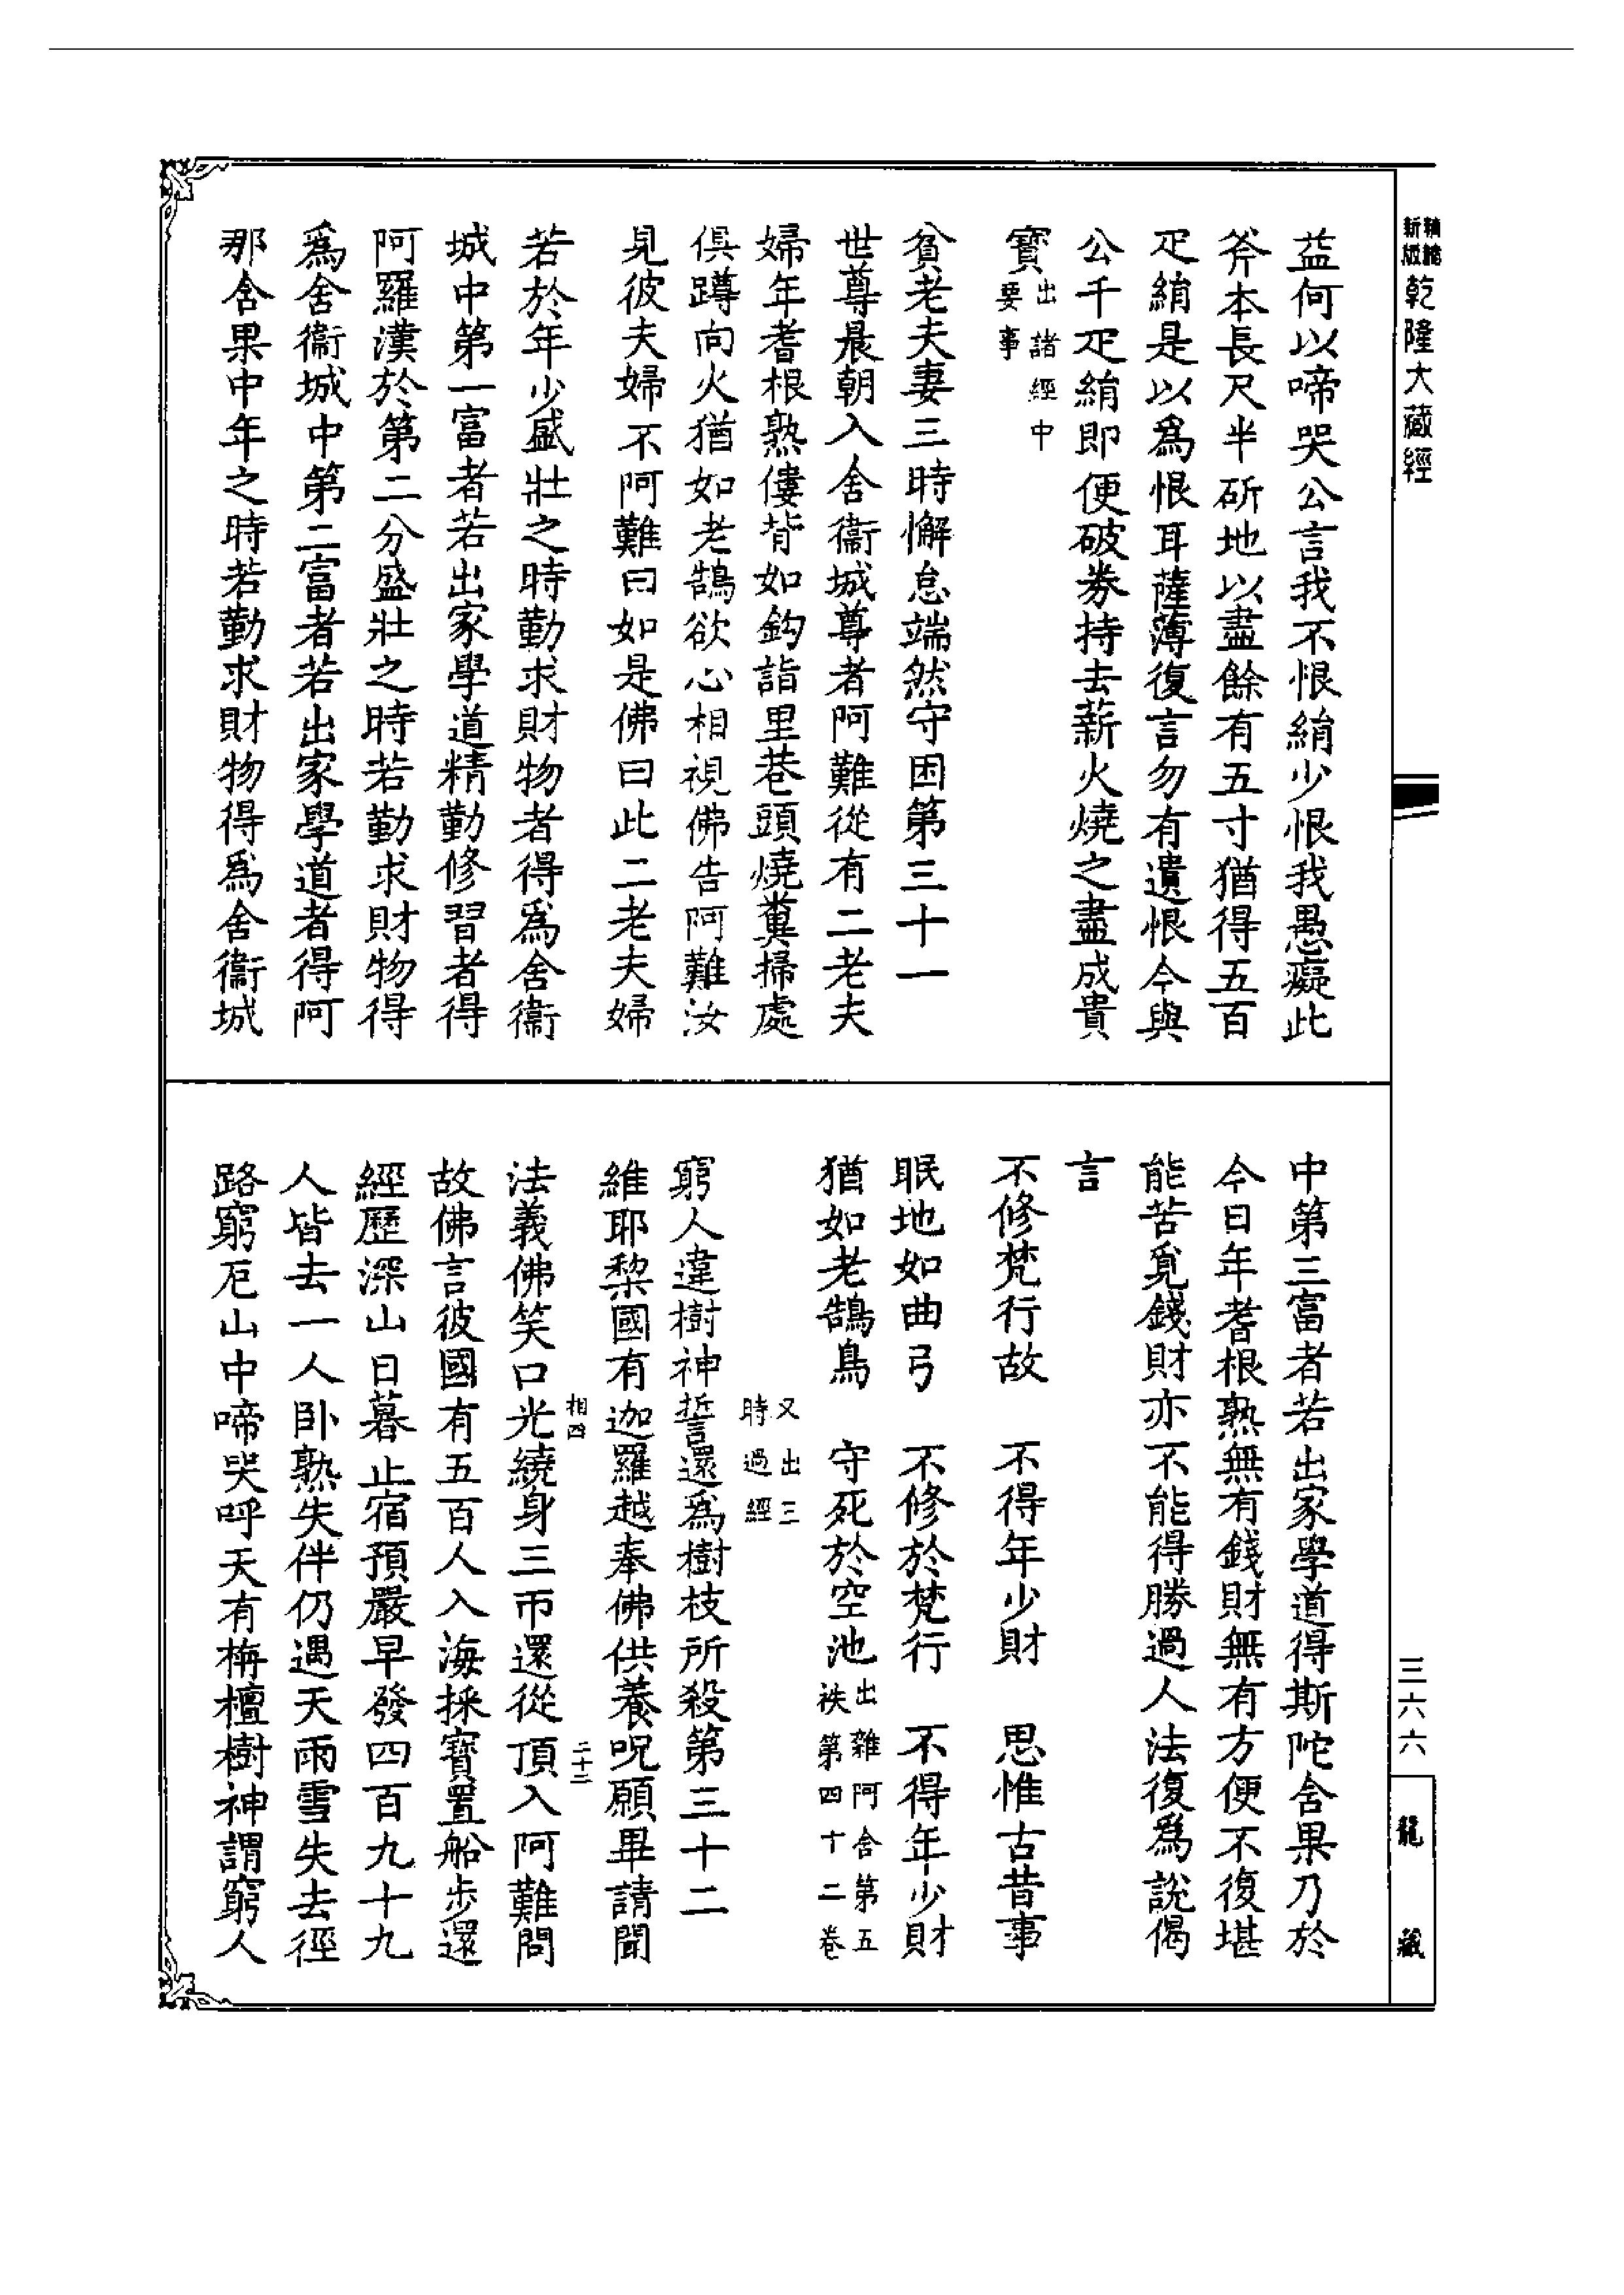 新版精縮乾隆大藏經
益何以啼哭公言我不恨絹少恨我愚癡此
斧本長尺半斫地以盡餘有五寸猶得五百
疋絹是以爲恨耳薩薄復言勿有遺恨今與
公千疋絹即便破券持去薪火燒之盡成貴
寶出諸經中要事
貧老夫妻三時懈怠端然守困第三十一
世尊晨朝入舍衞城尊者阿難從有二老夫
婦年耆根熟僂背如鈎詣里巷頭燒糞掃處
俱蹲向火猶如老鵠欲心相視佛告阿難汝
見彼夫婦不阿難曰如是佛曰此二老夫婦
若於年少盛壯之時勤求財物者得爲舍衞
城中第一富者若出家學道精勤修習者得
阿羅漢於第二分盛壯之時若勤求財物得
爲舍衞城中第二富者若出家學道者得阿
那含果中年之時若勤求財物得爲舍衞城
中第三富者若出家學道得斯陀含果乃於
今日年耆根熟無有錢財無有方便不復堪
能苦覓錢財亦不能得勝過人法復爲說偈
言
不修梵行故　不得年少財　思惟古昔事
眠地如曲弓　不修於梵行　不得年少財
猶如老鵠鳥　守死於空池出雜阿含第五袟第四十二卷
又出三時過經
窮人違樹神誓還爲樹枝所殺第三十二
維耶黎國有迦羅越奉佛供養呪願畢請聞
相四　二十三
法義佛笑口光繞身三帀還從頂入阿難問
故佛言彼國有五百人入海採寶置船步還
經歷深山日暮止宿預嚴早發四百九十九
人皆去一人卧熟失伴仍遇天雨雪失去徑
路窮厄山中啼哭呼天有栴檀樹神謂窮人
三六六
龍藏